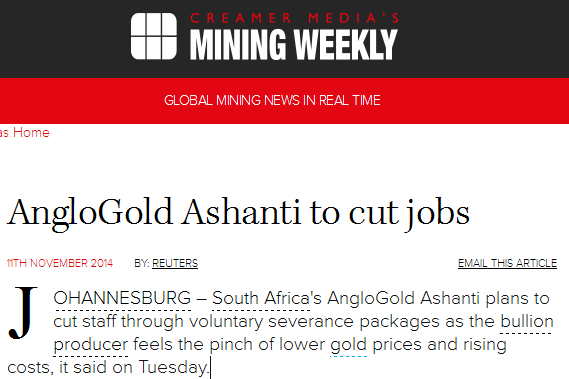 CREAMER MEDIA'S
MINING WEEKLY
GLOBAL MINING NEWS IN REAL TIME
as Home
AngloGold Ashanti to cut jobs
11TH NOVEMBER 2014 BY: REUTERS EMAIL THIS ARTICLE
JOHANNESBURG – South Africa's AngloGold Ashanti plans to
cut staff through voluntary severance packages as the bullion
producer feels the pinch of lower gold prices and rising
costs, it said on Tuesday.